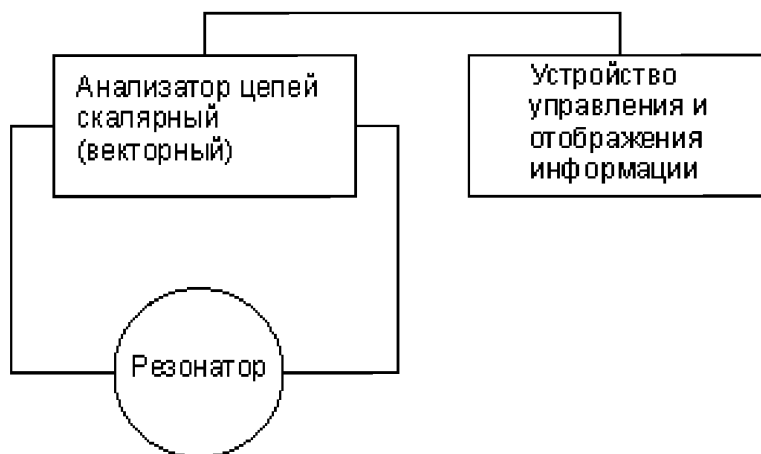 Анализатор цепей
скалярный
(векторный)
Устройство
управления и
отображения
информации
Резонатор